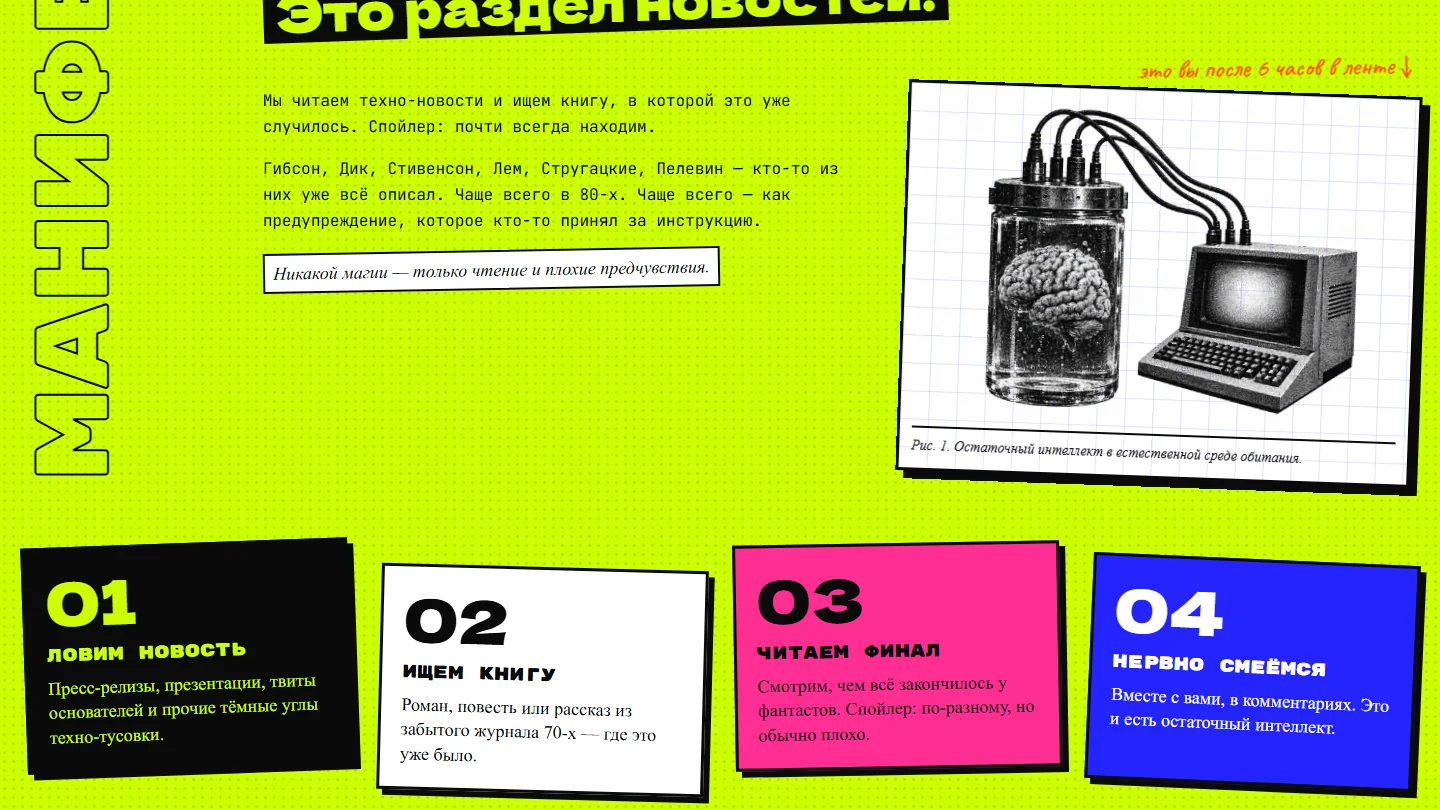 Это раздел новостей.
МАНИФЕ
Мы читаем техно-новости и ищем книгу, в которой это уже
случилось. Спойлер: почти всегда находим.
Гибсон, Дик, Стивенсон, Лем, Стругацкие, Пелевин — кто-то из
них уже всё описал. Чаще всего в 80-х. Чаще всего — как
предупреждение, которое кто-то принял за инструкцию.
Никакой магии — только чтение и плохие предчувствия.
это вы после 6 часов в ленте ↓
Рис. 1. Остаточный интеллект в естественной среде обитания.
01
ЛОВИМ НОВОСТЬ
Пресс-релизы, презентации, твиты
основателей и прочие тёмные углы
техно-тусовки.
02
ИЩЕМ КНИГУ
Роман, повесть или рассказ из
забытого журнала 70-х — где это
уже было.
03
ЧИТАЕМ ФИНАЛ
Смотрим, чем всё закончилось у
фантастов. Спойлер: по-разному, но
обычно плохо.
04
НЕРВНО СМЕЁМСЯ
Вместе с вами, в комментариях. Это
и есть остаточный интеллект.